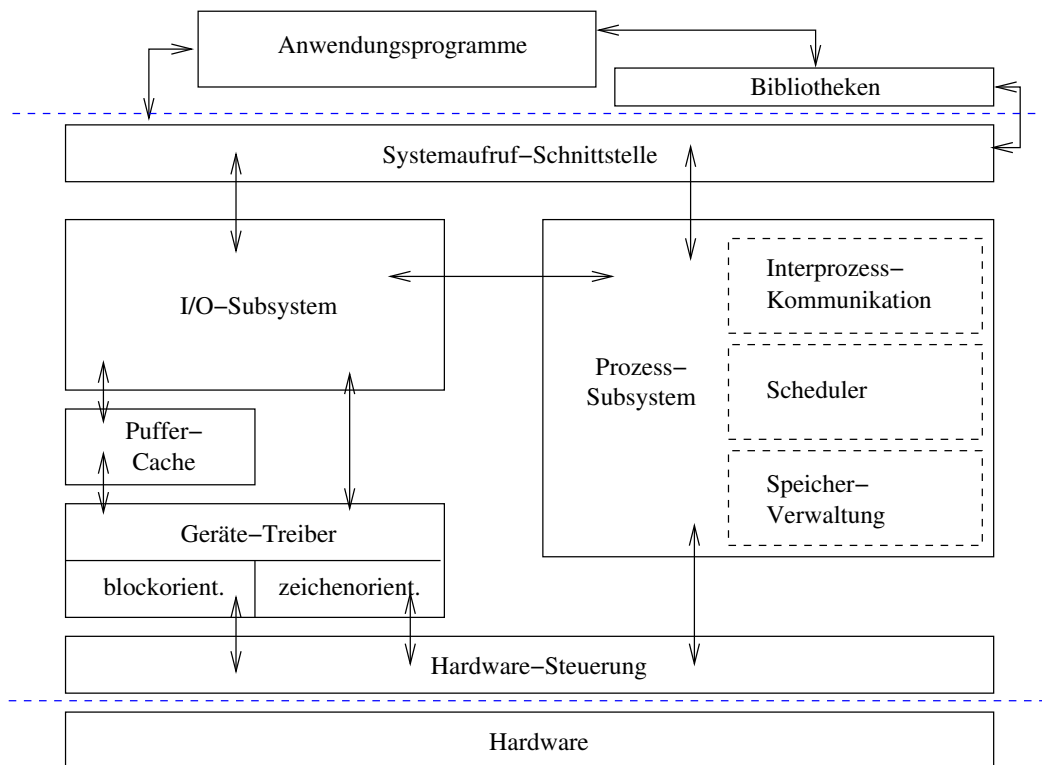 Anwendungsprogramme
Bibliotheken
Systemaufruf−Schnittstelle
I/O−Subsystem
Interprozess−
Kommunikation
Prozess−
Subsystem
Scheduler
Puffer−
Cache
Speicher−
Verwaltung
Geräte−Treiber
blockorient.
zeichenorient.
Hardware−Steuerung
Hardware